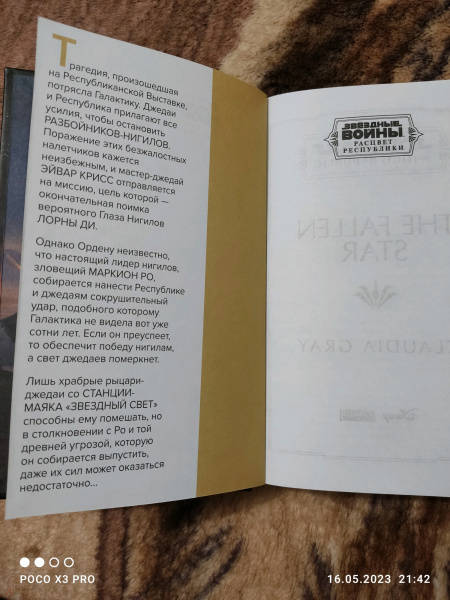 Трагедия, произошедшая
на Республиканской Выставке,
потрясла Галактику. Джедаи
и Республика прилагают все
усилия, чтобы остановить
РАЗБОЙНИКОВ-НИГИЛОВ.
Поражение этих безжалостных
налетчиков кажется
неизбежным, и мастер-джедай
ЭЙВАР КРИСС отправляется
на миссию, цель которой —
окончательная поимка
вероятного Глаза Нигилов
ЛОРНЫ ДИ.
Однако Ордену неизвестно,
что настоящий лидер нигилов,
зловещий МАРКИОН РО,
собирается нанести Республике
и джедаям сокрушительный
удар, подобного которому
Галактика не видела вот уже
сотни лет. Если он преуспеет,
то обеспечит победу нигилам,
а свет джедаев померкнет.
Лишь храбрые рыцари-
джедаи со СТАНЦИИ-
МАЯКА «ЗВЕЗДНЫЙ СВЕТ»
способны ему помешать, но
в столкновении с Ро и той
древней угрозой, которую
он собирается выпустить,
даже их сил может оказаться
недостаточно...
ЗВЕЗДНЫЕ
ВОЙНЫ
РАСЦВЕТ
РЕСПУБЛИКИ
THE FALLEN
STAR
CLAUDIA GRAY
POCO X3 PRO
16.05.2023 21:42